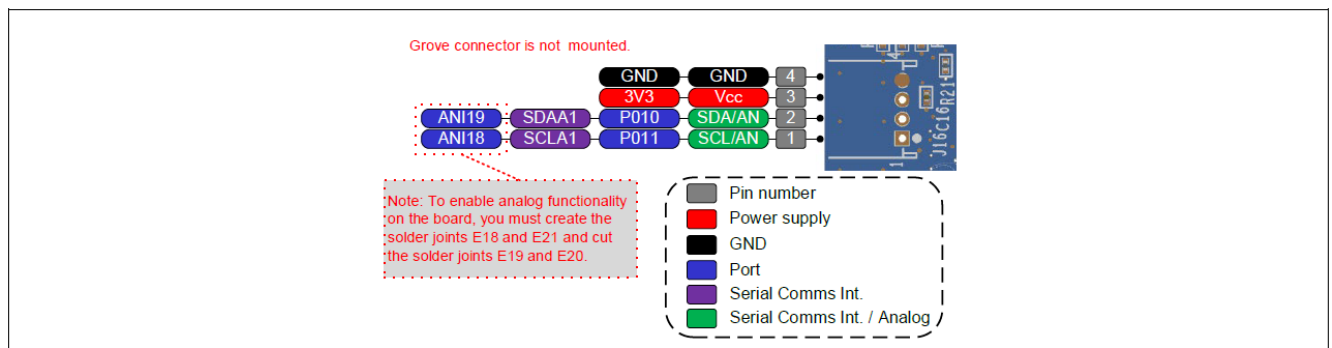 Grove connector is not mounted.
GND GND 4
3V3 Vcc 3
ANI19 SDAA1 P010 SDA/AN 2
ANI18 SCLA1 P011 SCL/AN 1
4
1
J16 C16 R21
Note: To enable analog functionality
on the board, you must create the
solder joints E18 and E21 and cut
the solder joints E19 and E20.
Pin number
Power supply
GND
Port
Serial Comms Int.
Serial Comms Int. / Analog